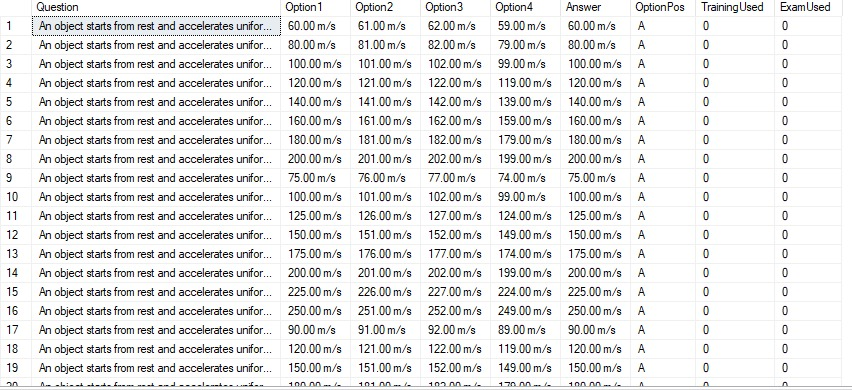 Question Option1 Option2 Option3 Option4 Answer OptionPos TrainingUsed ExamUsed
1 An object starts from rest and accelerates unifor... 60.00 m/s 61.00 m/s 62.00 m/s 59.00 m/s 60.00 m/s A 0 0
2 An object starts from rest and accelerates unifor... 80.00 m/s 81.00 m/s 82.00 m/s 79.00 m/s 80.00 m/s A 0 0
3 An object starts from rest and accelerates unifor... 100.00 m/s 101.00 m/s 102.00 m/s 99.00 m/s 100.00 m/s A 0 0
4 An object starts from rest and accelerates unifor... 120.00 m/s 121.00 m/s 122.00 m/s 119.00 m/s 120.00 m/s A 0 0
5 An object starts from rest and accelerates unifor... 140.00 m/s 141.00 m/s 142.00 m/s 139.00 m/s 140.00 m/s A 0 0
6 An object starts from rest and accelerates unifor... 160.00 m/s 161.00 m/s 162.00 m/s 159.00 m/s 160.00 m/s A 0 0
7 An object starts from rest and accelerates unifor... 180.00 m/s 181.00 m/s 182.00 m/s 179.00 m/s 180.00 m/s A 0 0
8 An object starts from rest and accelerates unifor... 200.00 m/s 201.00 m/s 202.00 m/s 199.00 m/s 200.00 m/s A 0 0
9 An object starts from rest and accelerates unifor... 75.00 m/s 76.00 m/s 77.00 m/s 74.00 m/s 75.00 m/s A 0 0
10 An object starts from rest and accelerates unifor... 100.00 m/s 101.00 m/s 102.00 m/s 99.00 m/s 100.00 m/s A 0 0
11 An object starts from rest and accelerates unifor... 125.00 m/s 126.00 m/s 127.00 m/s 124.00 m/s 125.00 m/s A 0 0
12 An object starts from rest and accelerates unifor... 150.00 m/s 151.00 m/s 152.00 m/s 149.00 m/s 150.00 m/s A 0 0
13 An object starts from rest and accelerates unifor... 175.00 m/s 176.00 m/s 177.00 m/s 174.00 m/s 175.00 m/s A 0 0
14 An object starts from rest and accelerates unifor... 200.00 m/s 201.00 m/s 202.00 m/s 199.00 m/s 200.00 m/s A 0 0
15 An object starts from rest and accelerates unifor... 225.00 m/s 226.00 m/s 227.00 m/s 224.00 m/s 225.00 m/s A 0 0
16 An object starts from rest and accelerates unifor... 250.00 m/s 251.00 m/s 252.00 m/s 249.00 m/s 250.00 m/s A 0 0
17 An object starts from rest and accelerates unifor... 90.00 m/s 91.00 m/s 92.00 m/s 89.00 m/s 90.00 m/s A 0 0
18 An object starts from rest and accelerates unifor... 120.00 m/s 121.00 m/s 122.00 m/s 119.00 m/s 120.00 m/s A 0 0
19 An object starts from rest and accelerates unifor... 150.00 m/s 151.00 m/s 152.00 m/s 149.00 m/s 150.00 m/s A 0 0